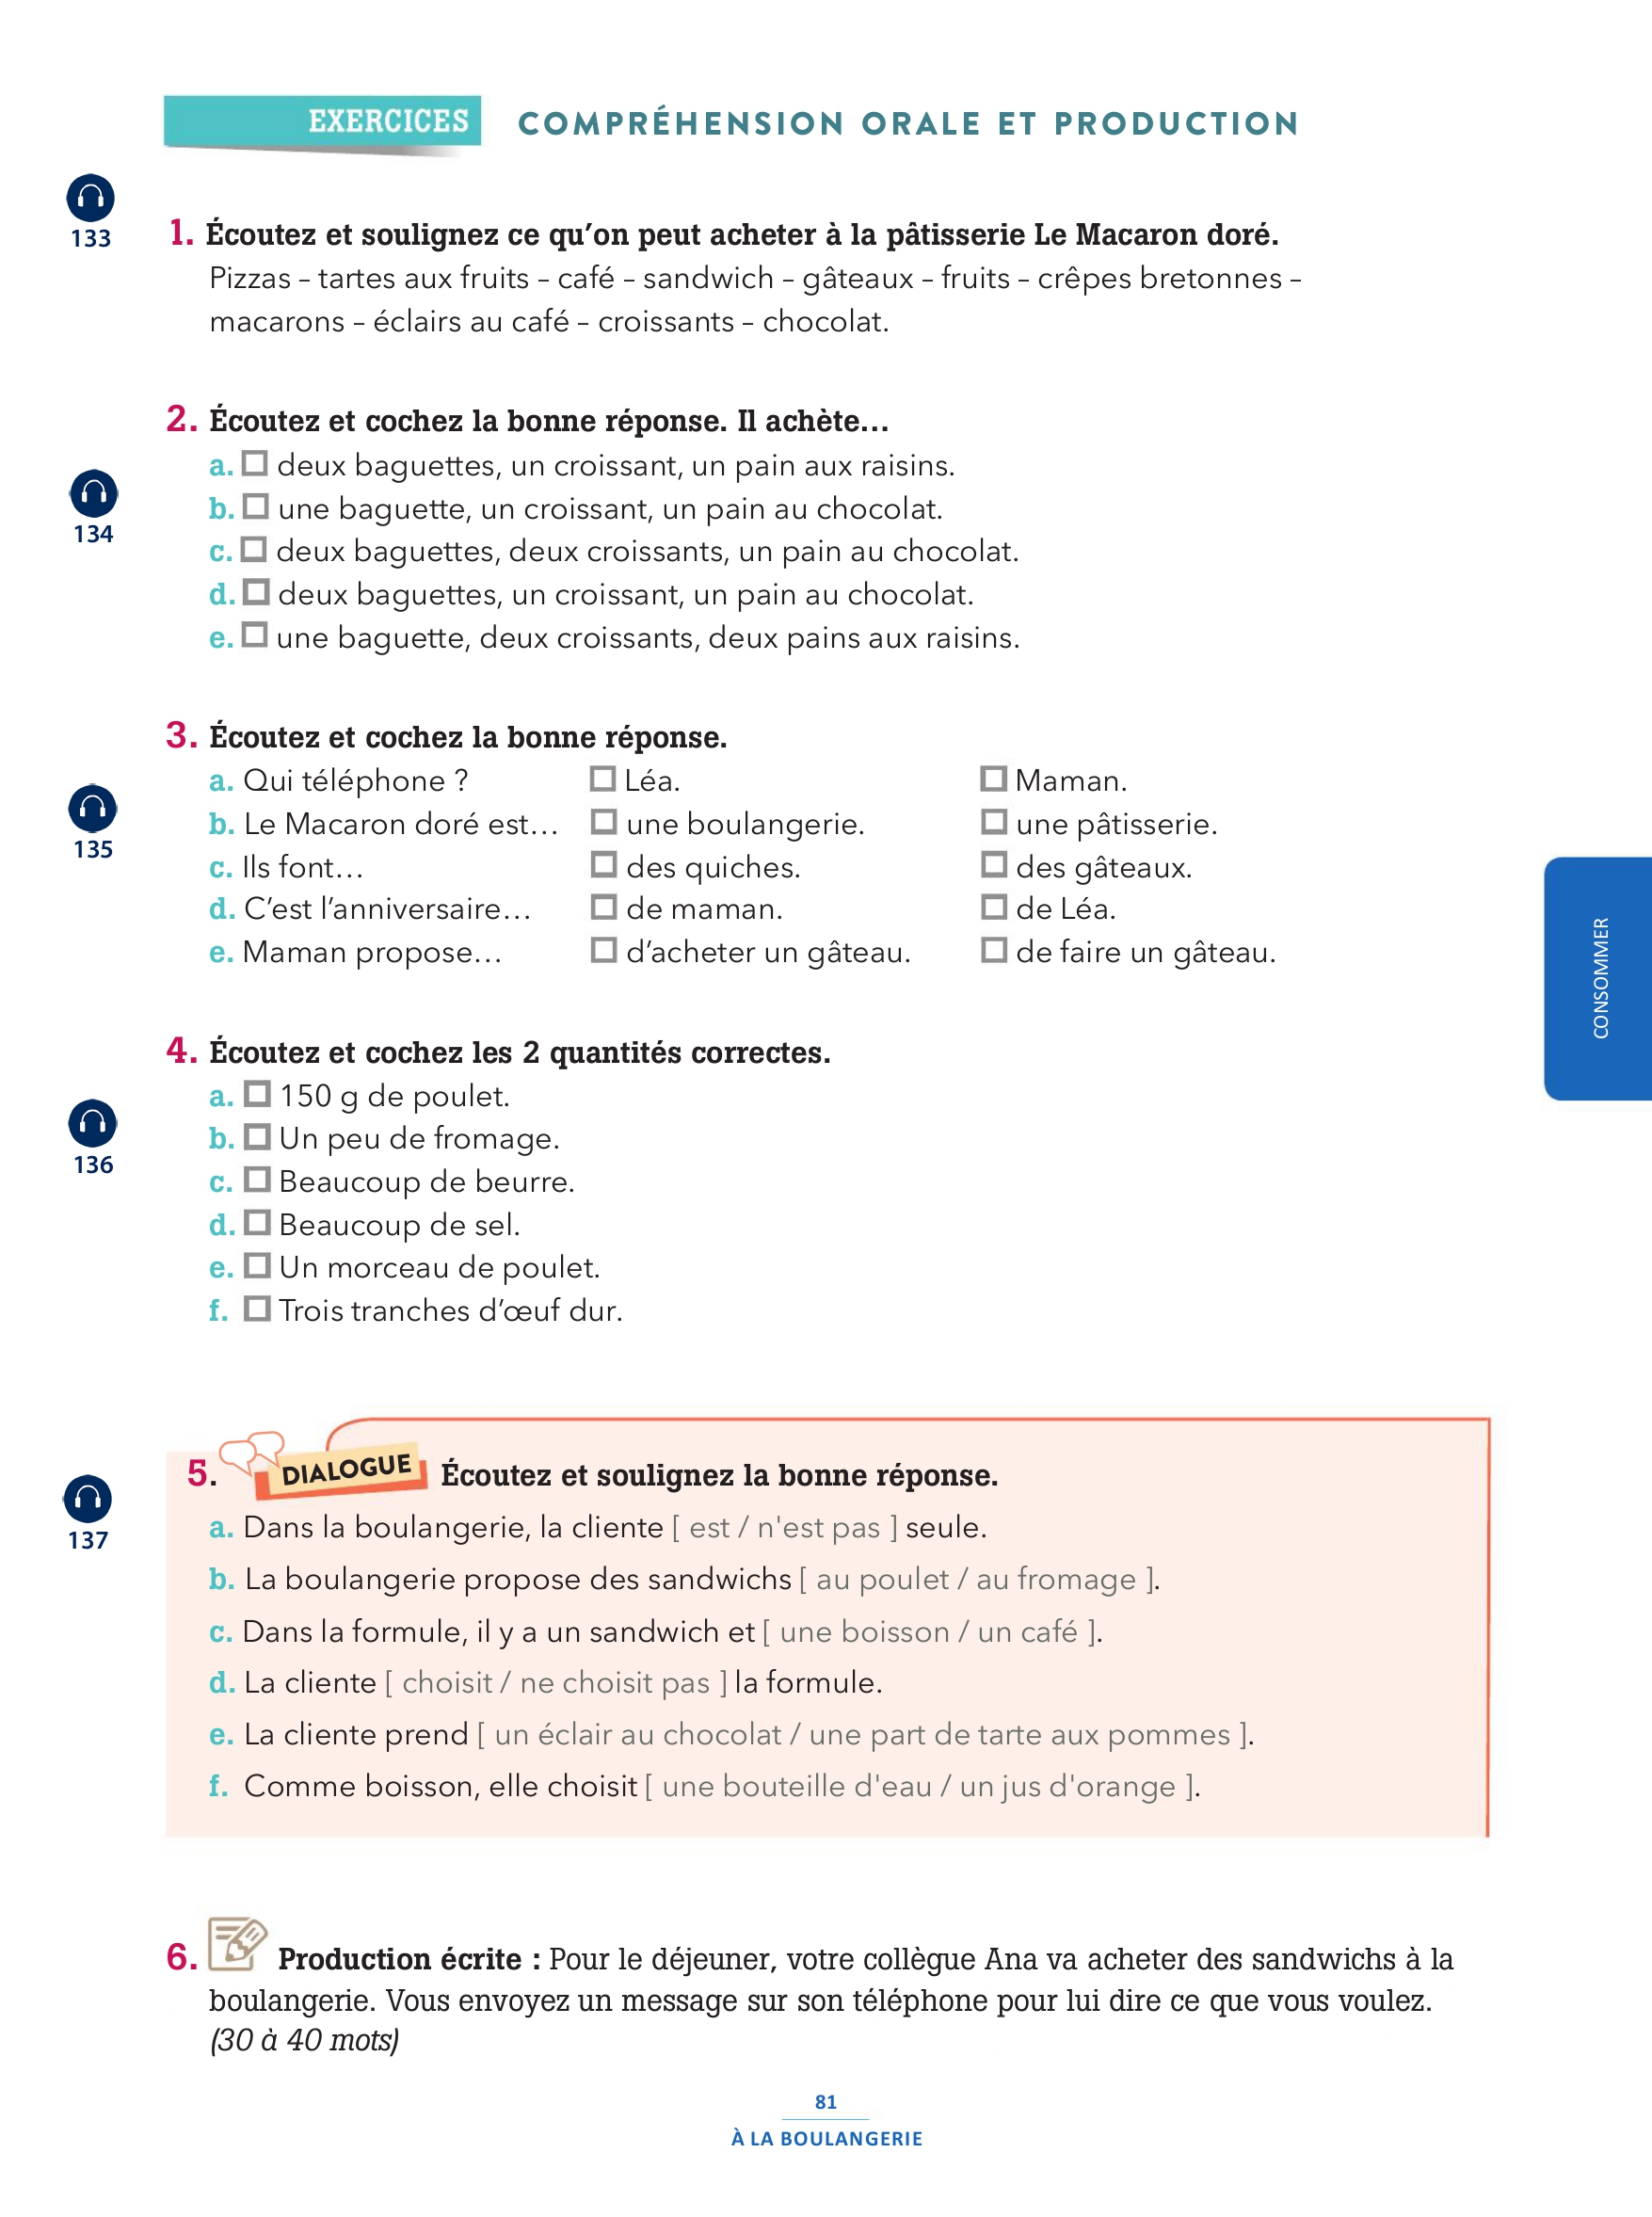 EXERCICES COMPRÉHENSION ORALE ET PRODUCTION
133
1. Écoutez et soulignez ce qu’on peut acheter à la pâtisserie Le Macaron doré.
Pizzas – tartes aux fruits – café – sandwich – gâteaux – fruits – crêpes bretonnes –
macarons – éclairs au café – croissants – chocolat.
2. Écoutez et cochez la bonne réponse. Il achète…
a. ☐ deux baguettes, un croissant, un pain aux raisins.
b. ☐ une baguette, un croissant, un pain au chocolat.
134
c. ☐ deux baguettes, deux croissants, un pain au chocolat.
d. ☐ deux baguettes, un croissant, un pain au chocolat.
e. ☐ une baguette, deux croissants, deux pains aux raisins.
3. Écoutez et cochez la bonne réponse.
a. Qui téléphone ? ☐ Léa. ☐ Maman.
b. Le Macaron doré est… ☐ une boulangerie. ☐ une pâtisserie.
135
c. Ils font… ☐ des quiches. ☐ des gâteaux.
d. C’est l’anniversaire… ☐ de maman. ☐ de Léa.
e. Maman propose… ☐ d’acheter un gâteau. ☐ de faire un gâteau.
4. Écoutez et cochez les 2 quantités correctes.
a. ☐ 150 g de poulet.
b. ☐ Un peu de fromage.
136
c. ☐ Beaucoup de beurre.
d. ☐ Beaucoup de sel.
e. ☐ Un morceau de poulet.
f. ☐ Trois tranches d’œuf dur.
CONSOMMER
5. DIALOGUE Écoutez et soulignez la bonne réponse.
137
a. Dans la boulangerie, la cliente [ est / n'est pas ] seule.
b. La boulangerie propose des sandwichs [ au poulet / au fromage ].
c. Dans la formule, il y a un sandwich et [ une boisson / un café ].
d. La cliente [ choisit / ne choisit pas ] la formule.
e. La cliente prend [ un éclair au chocolat / une part de tarte aux pommes ].
f. Comme boisson, elle choisit [ une bouteille d'eau / un jus d'orange ].
6. Production écrite : Pour le déjeuner, votre collègue Ana va acheter des sandwichs à la
boulangerie. Vous envoyez un message sur son téléphone pour lui dire ce que vous voulez.
(30 à 40 mots)
81
À LA BOULANGERIE